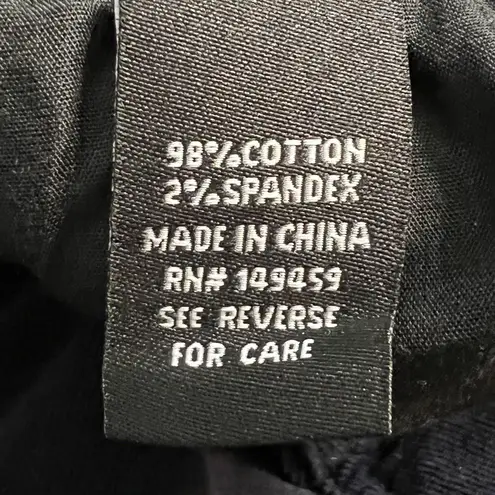 98% COTTON
2% SPANDEX
MADE IN CHINA
RN# 149459
SEE REVERSE
FOR CARE